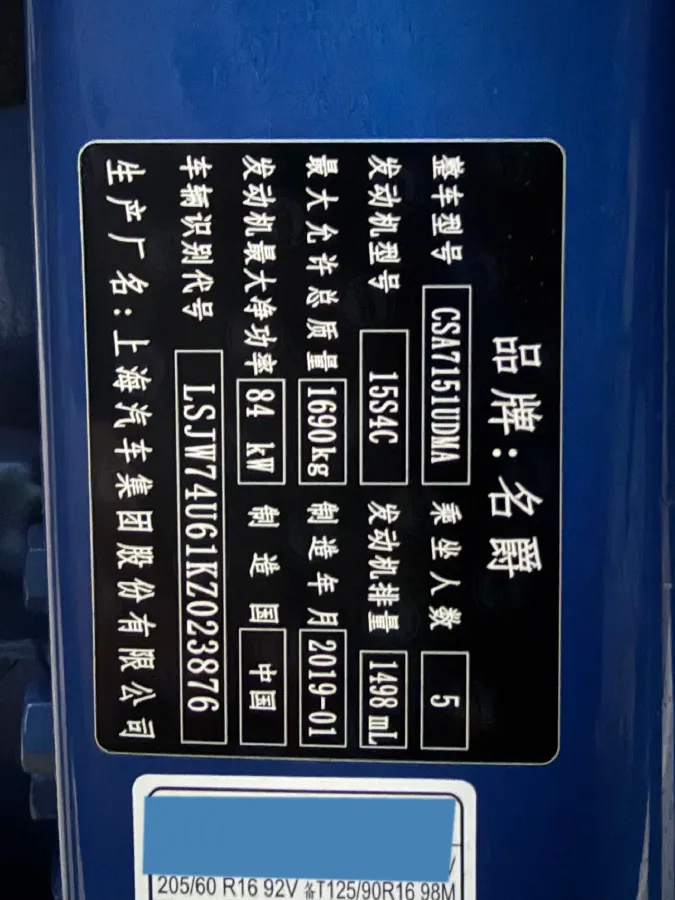 品牌:名爵
整车型号 CSA7151UDMA 乘坐人数 5
发动机型号 15S4C 发动机排量 1498 mL
最大允许总质量 1690kg 制造年月 2019-01
发动机最大净功率 84 kW 制造国 中国
车辆识别代号 LSJW74U61KZ023876
生产厂名:上海汽车集团股份有限公司
205/60 R16 92V 备T125/90R16 98M